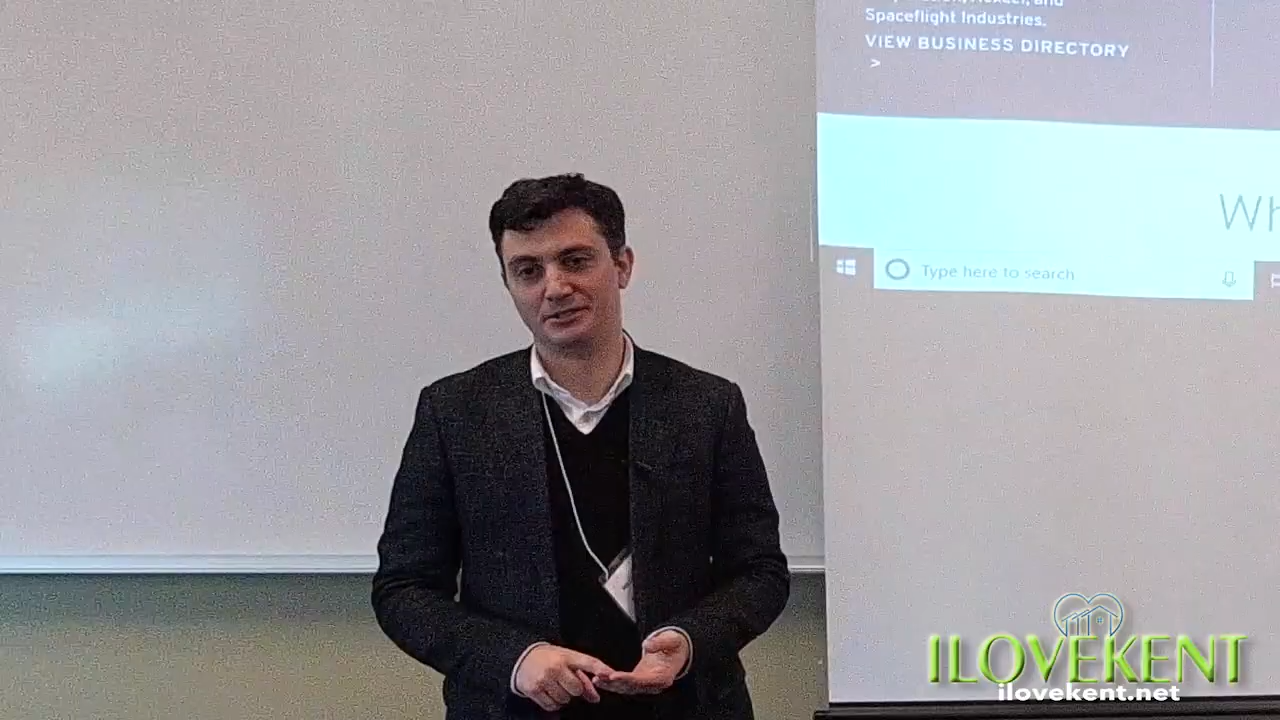 Spaceflight Industries.
VIEW BUSINESS DIRECTORY
>
Type here to search
ILOVEKENT
ilovekent.net